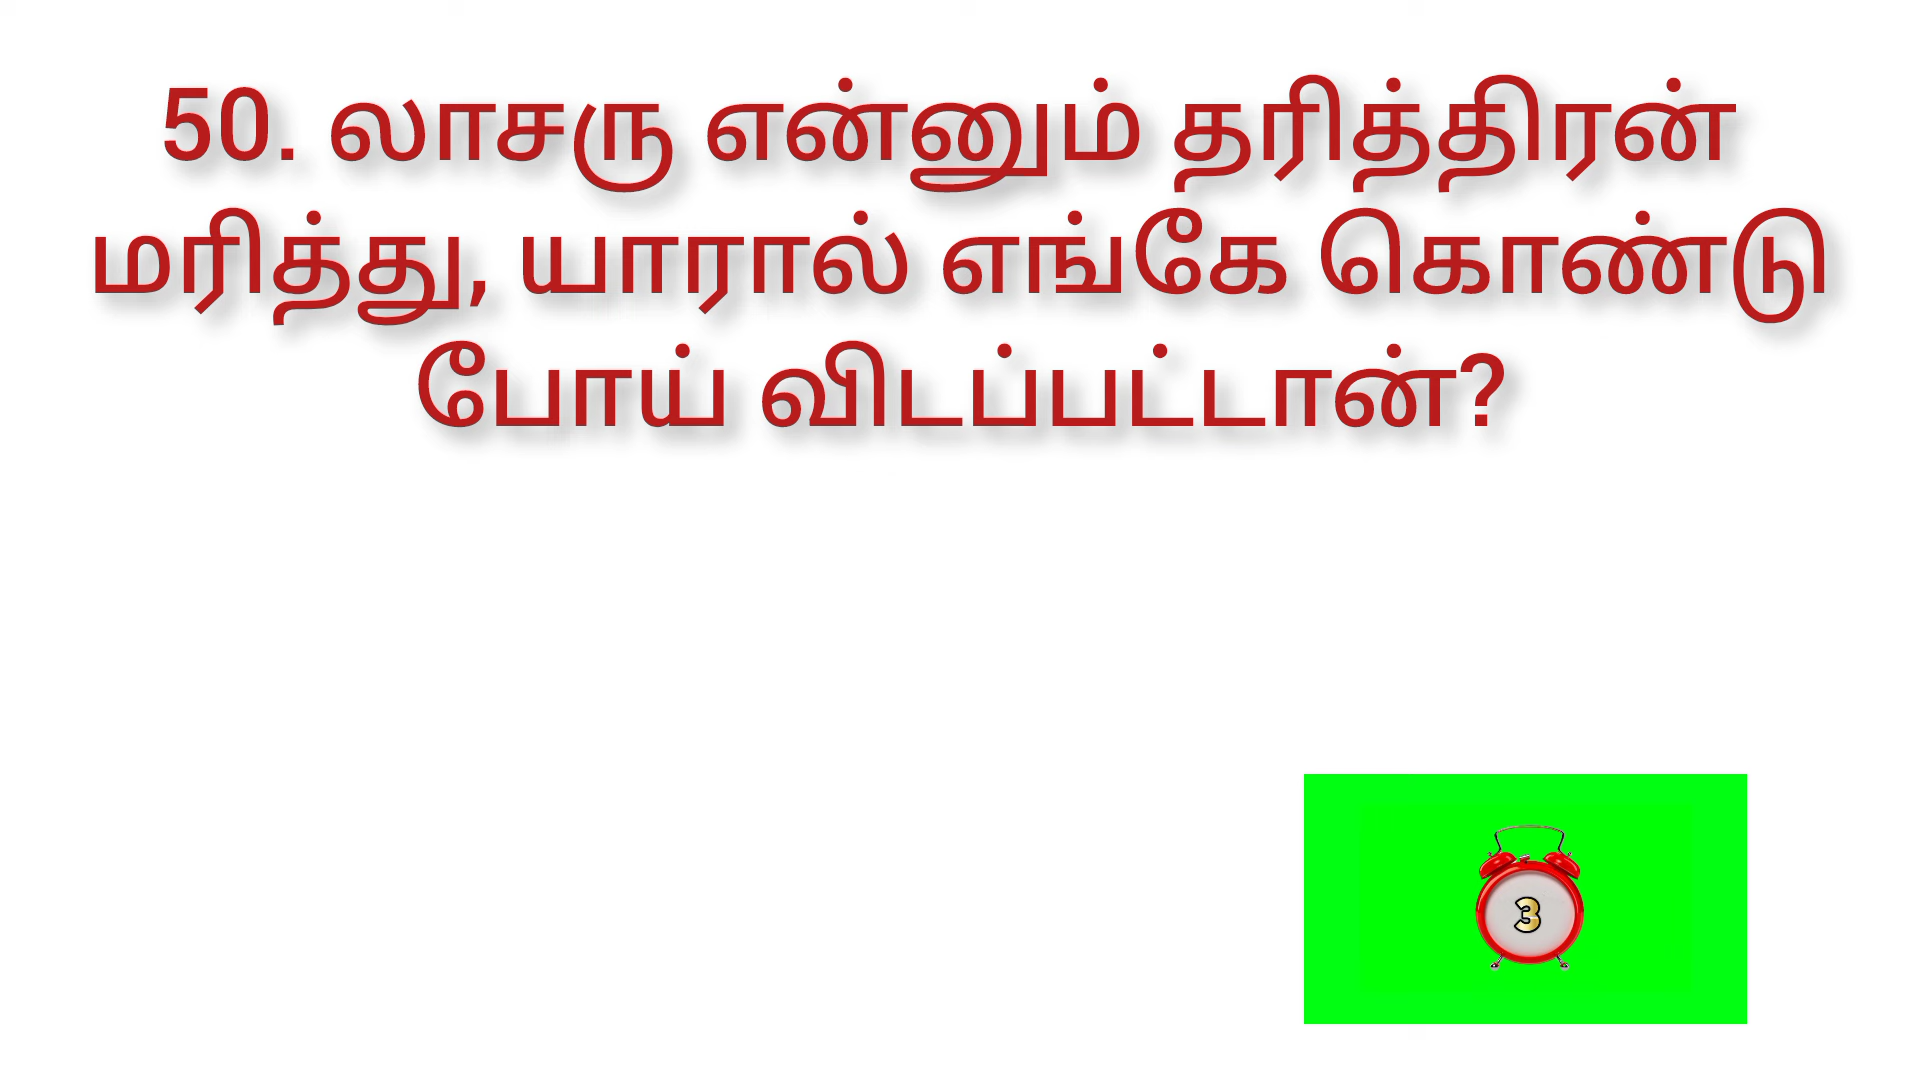 50. லாசரு என்னும் தரித்திரன்
மரித்து, யாரால் எங்கே கொண்டு
போய் விடப்பட்டான்?
3